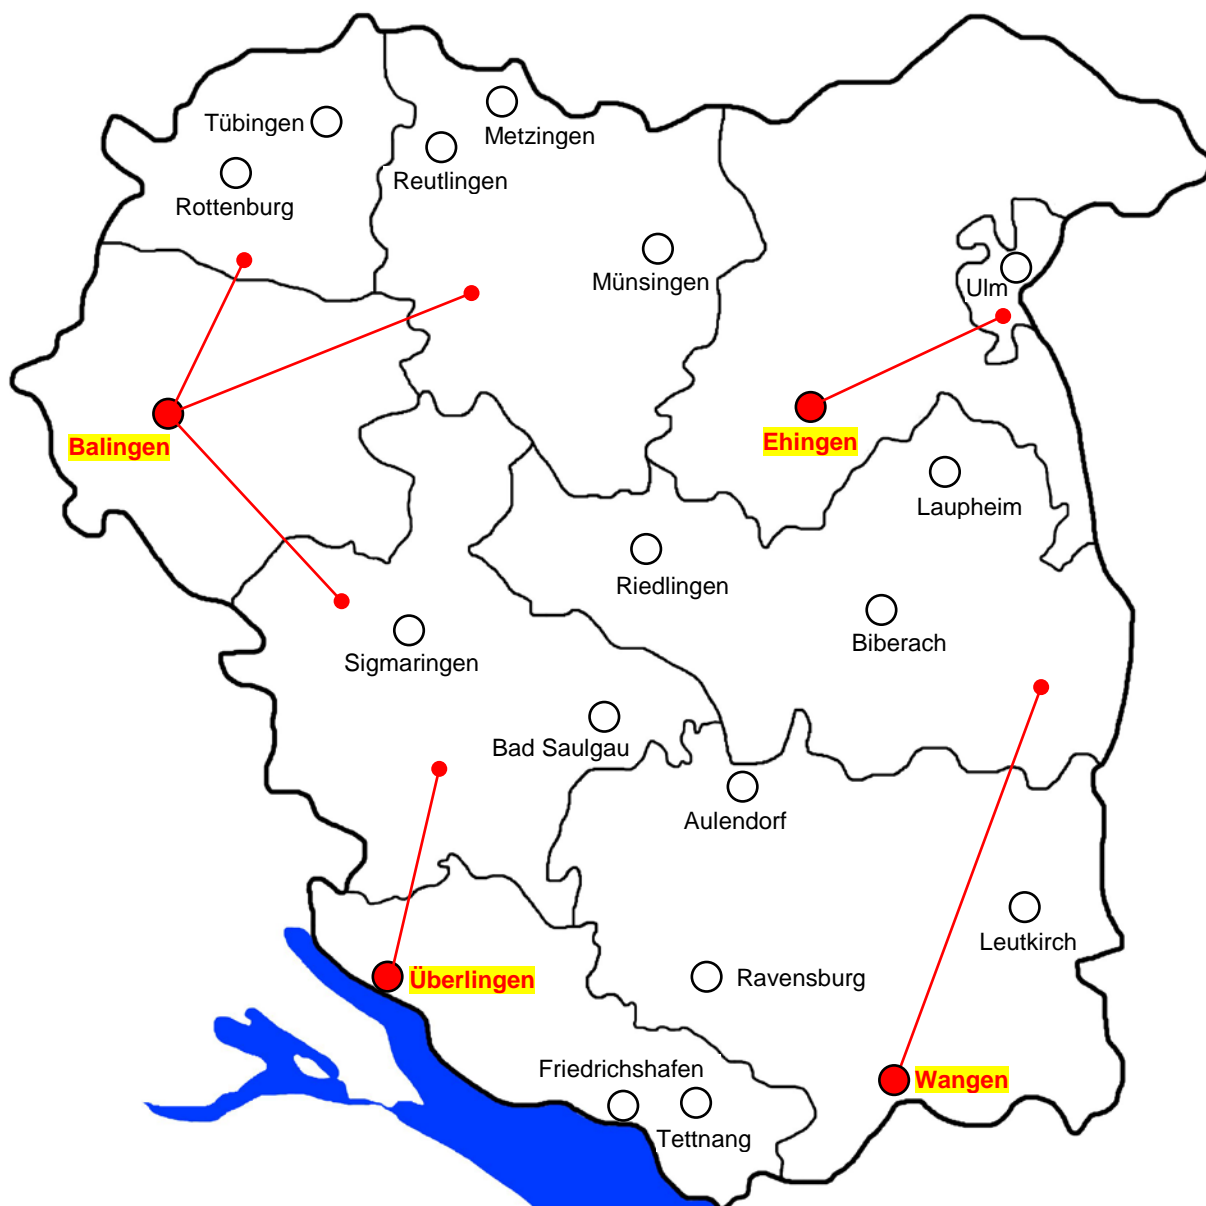 Tübingen
Metzingen
Reutlingen
Rottenburg
Münsingen
Ulm
Balingen
Ehingen
Laupheim
Riedlingen
Biberach
Sigmaringen
Bad Saulgau
Aulendorf
Leutkirch
Überlingen
Ravensburg
Friedrichshafen
Wangen
Tettnang